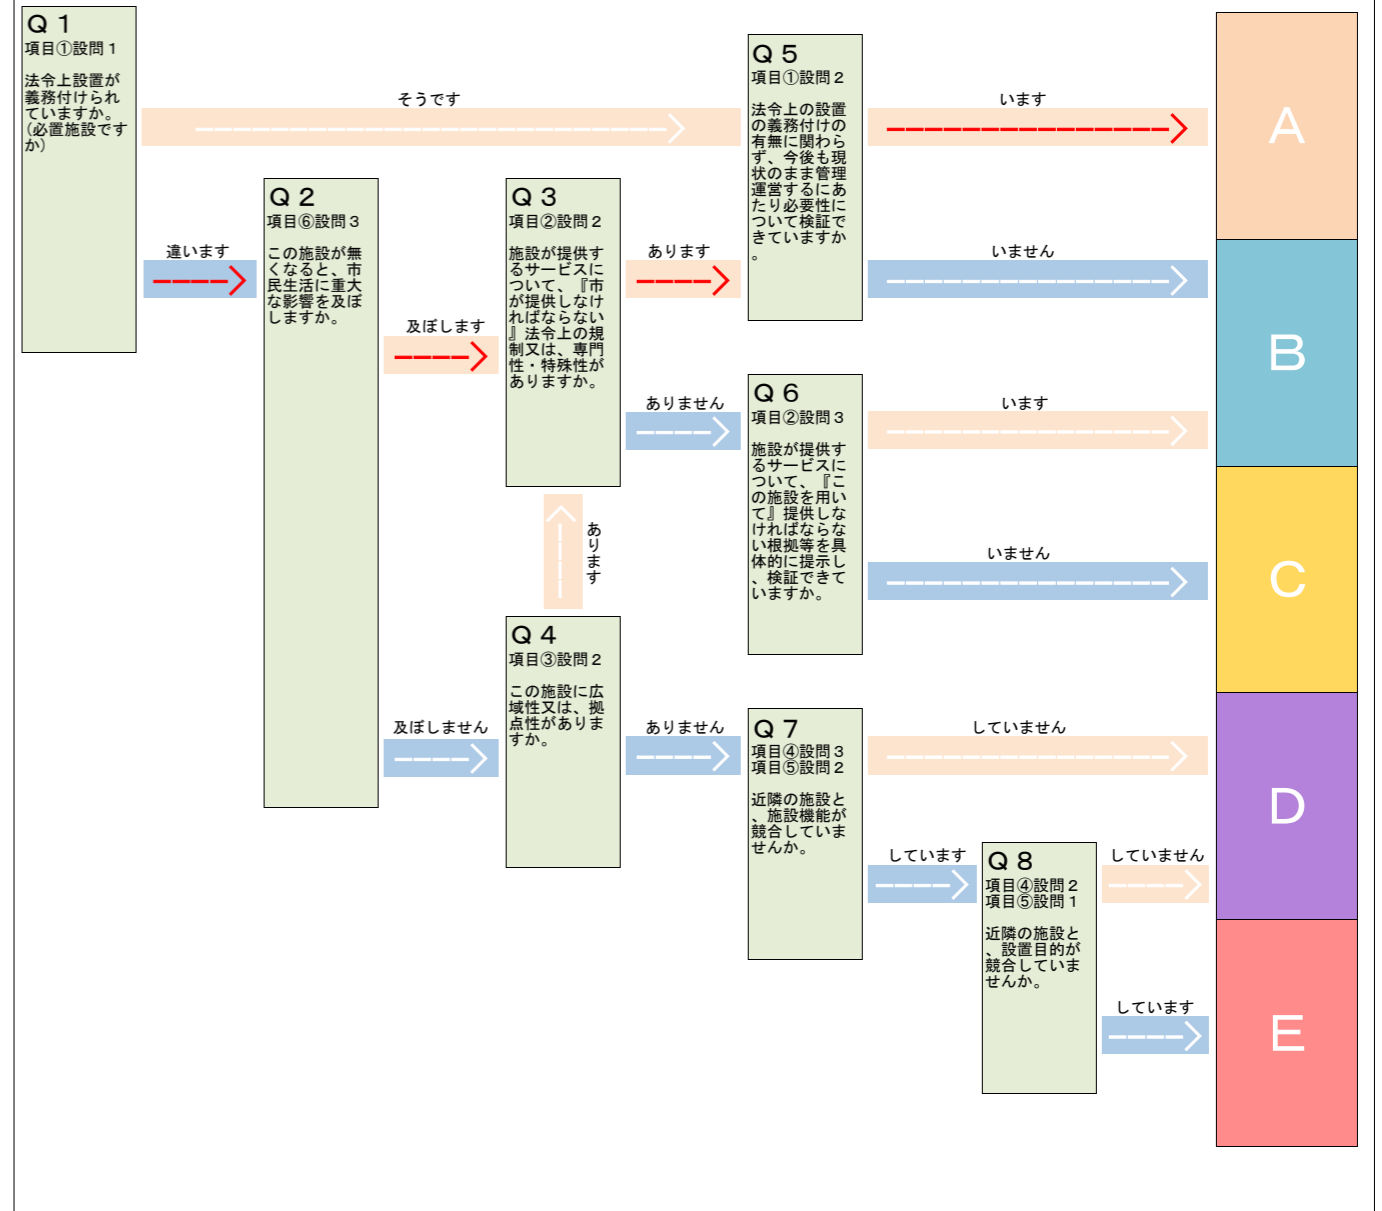 Ｑ１
項目①設問１
法令上設置が
義務付けられ
ていますか。
（必置施設です
か）
そうです
違います
Ｑ２
項目⑥設問３
この施設が無
くなると、市
民生活に重大
な影響を及ぼ
しますか。
及ぼします
及ぼしません
Ｑ３
項目②設問２
施設が提供す
るサービスに
ついて、『市
が提供しなけ
ればならない
』法令上の規
制又は、専門
性・特殊性が
ありますか。
あります
ありません
あります
Ｑ４
項目③設問２
この施設に広
域性又は、拠
点性がありま
すか。
ありません
Ｑ５
項目①設問２
法令上の設置
の義務付けの
有無に関わら
ず、今後も現
状のまま管理
運営するにあ
たり必要性に
ついて検証で
きていますか
。
います
いません
Ｑ６
項目②設問３
施設が提供す
るサービスに
ついて、『こ
の施設を用い
て』提供しな
ければならな
い根拠等を具
体的に提示し
、検証できて
いますか。
います
いません
Ｑ７
項目④設問３
項目⑤設問２
近隣の施設と
、施設機能が
競合していま
せんか。
していません
しています
Ｑ８
項目④設問２
項目⑤設問１
近隣の施設と
、設置目的が
競合していま
せんか。
していません
しています
A
B
C
D
E